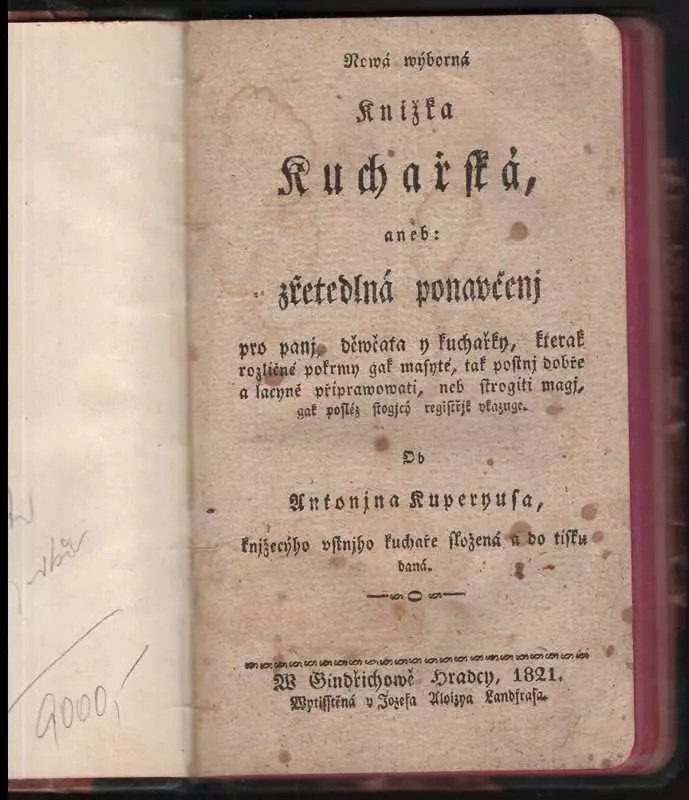 Nowá wýborná
Knižka
Kuchařská,
aneb:
zřetedlná ponavčenj
pro panj, děwčata y kuchařky, kterak
rozličné pokrmy gak masyté, tak postnj dobře
a lacyně připrawowati, neb strogiti magj,
gak posléz stogjcý registřjk vkazuge.
Od
Antonjna Kuperyusa,
knjžecýho vstnjho kuchaře složená a do tisku
daná.
W Gindřichowě Hradcy, 1821.
Wytisstěná v Jozefa Aloizya Landfrasa.
9000,-